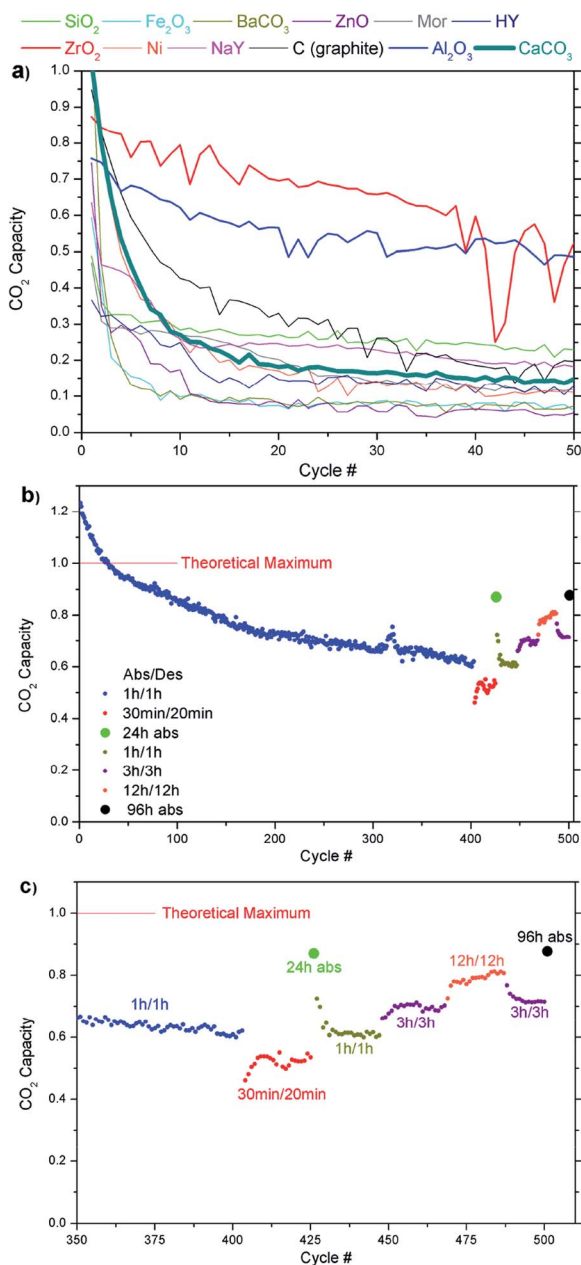 SiO₂ Fe₂O₃ BaCO₃ ZnO Mor HY
ZrO₂ Ni NaY C (graphite) Al₂O₃ CaCO₃
a)
1.0
0.9
0.8
0.7
0.6
0.5
0.4
0.3
0.2
0.1
0.0
CO₂ Capacity
0 10 20 30 40 50
Cycle #
b)
1.2
1.0
0.8
0.6
0.4
0.2
0.0
CO₂ Capacity
Theoretical Maximum
Abs/Des
1h/1h
30min/20min
24h abs
1h/1h
3h/3h
12h/12h
96h abs
0 100 200 300 400 500
Cycle #
c)
1.0
0.8
0.6
0.4
0.2
0.0
CO₂ Capacity
Theoretical Maximum
96h abs
24h abs
12h/12h
1h/1h
3h/3h
3h/3h
1h/1h
30min/20min
350 375 400 425 450 475 500
Cycle #